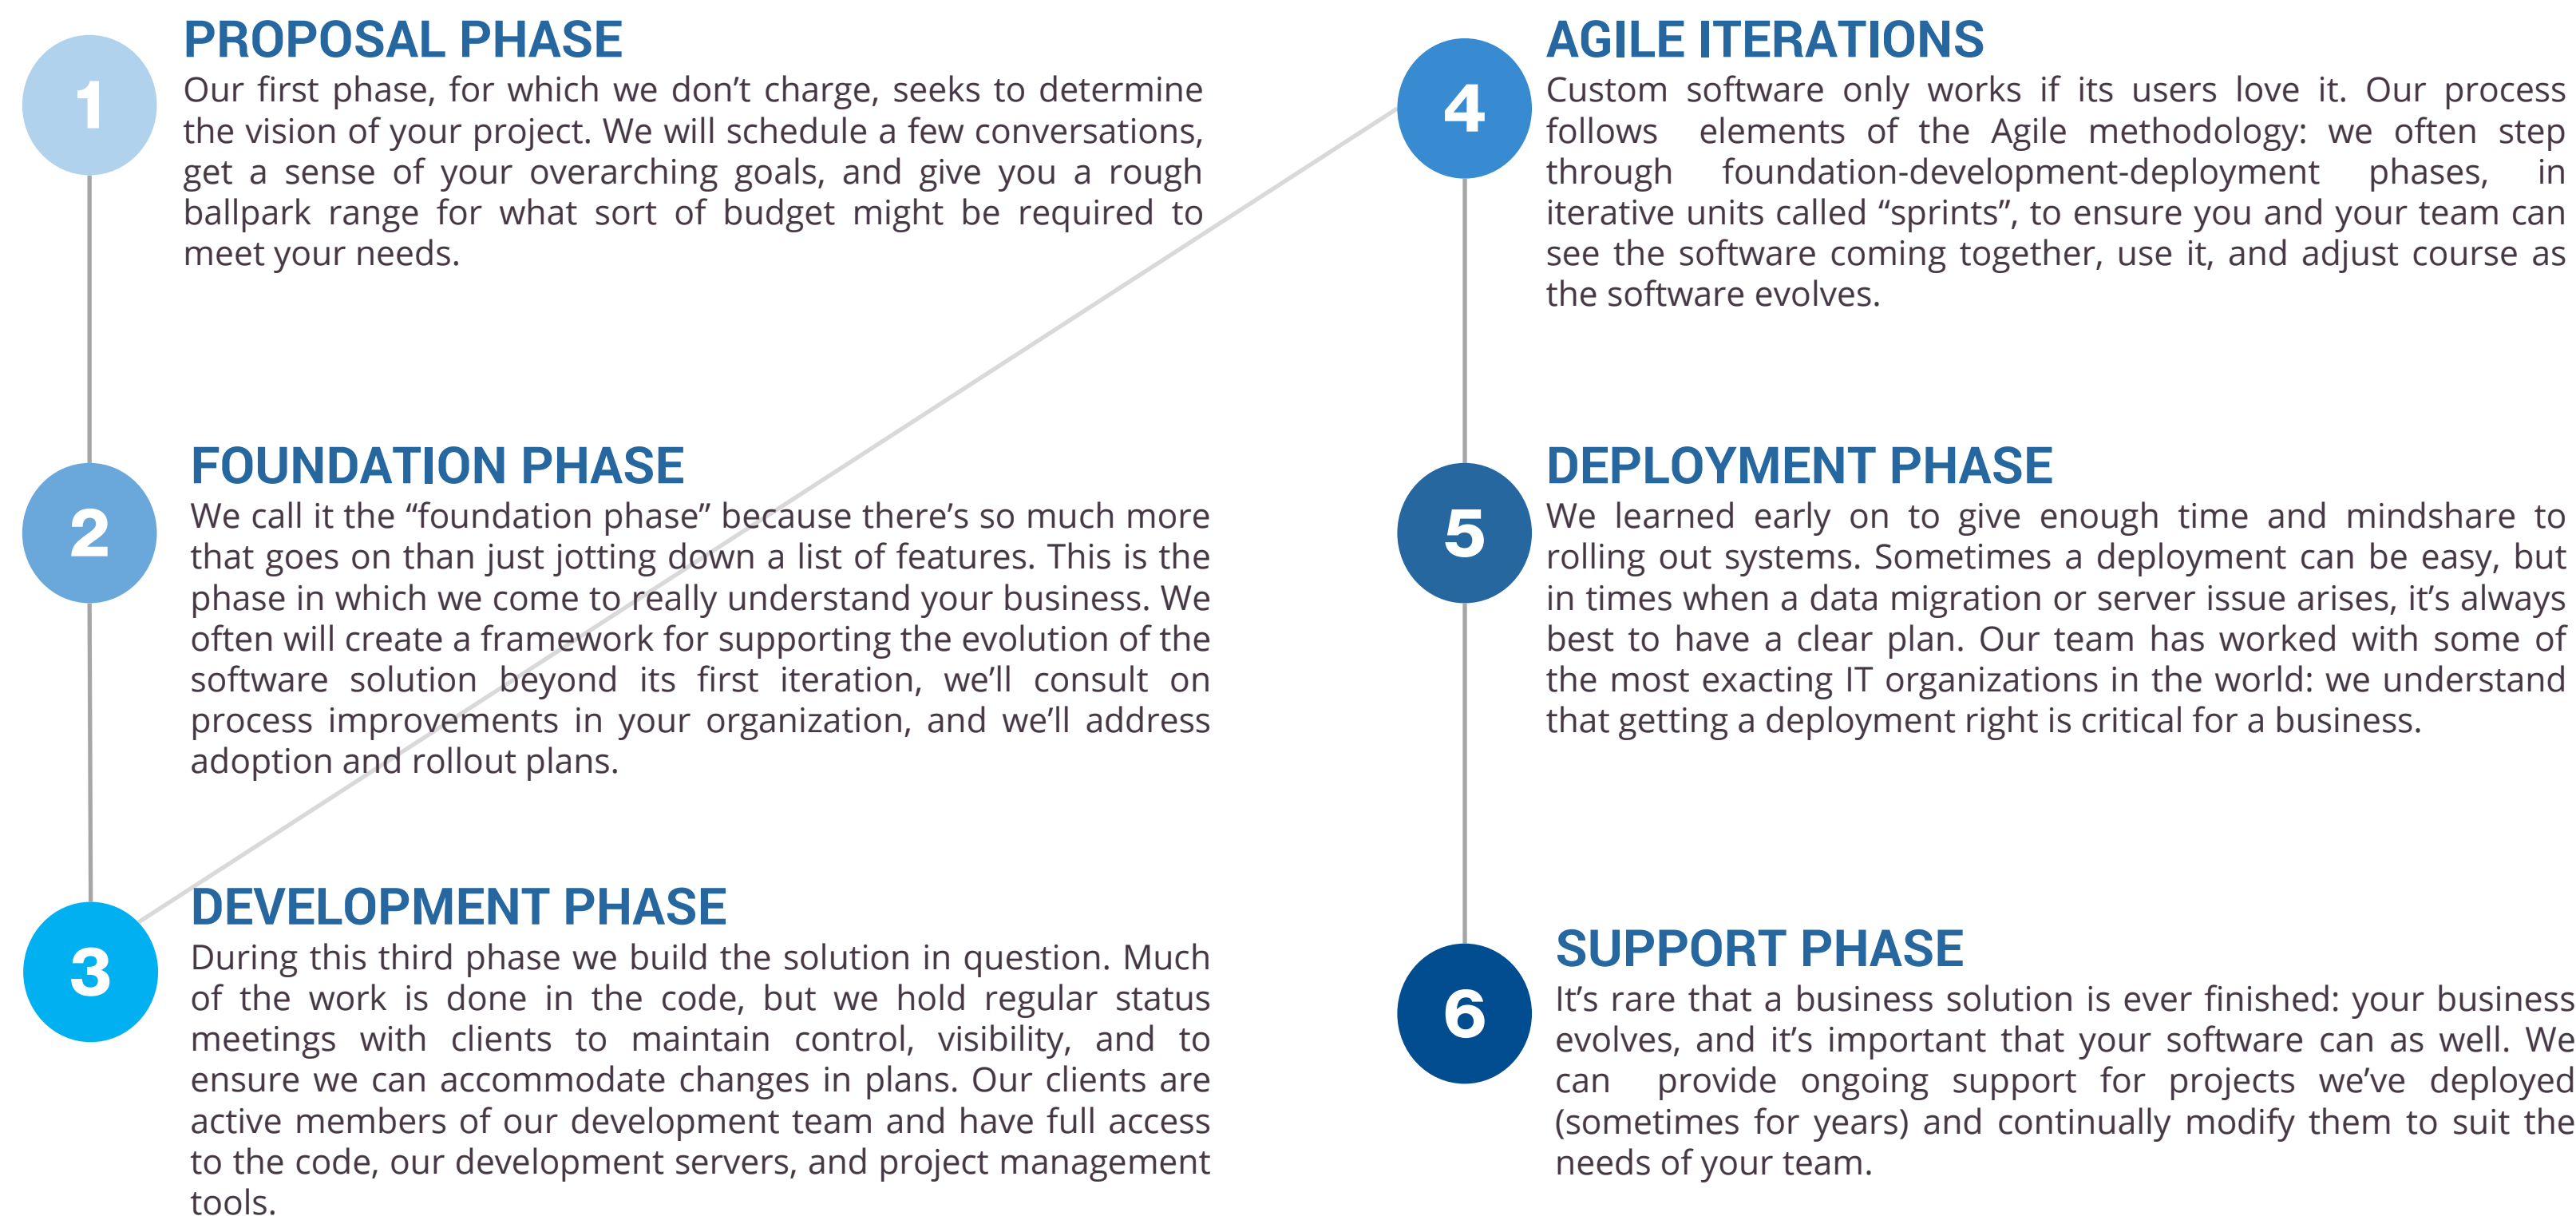 1
PROPOSAL PHASE
Our first phase, for which we don’t charge, seeks to determine
the vision of your project. We will schedule a few conversations,
get a sense of your overarching goals, and give you a rough
ballpark range for what sort of budget might be required to
meet your needs.
2
FOUNDATION PHASE
We call it the “foundation phase” because there’s so much more
that goes on than just jotting down a list of features. This is the
phase in which we come to really understand your business. We
often will create a framework for supporting the evolution of the
software solution beyond its first iteration, we’ll consult on
process improvements in your organization, and we’ll address
adoption and rollout plans.
3
DEVELOPMENT PHASE
During this third phase we build the solution in question. Much
of the work is done in the code, but we hold regular status
meetings with clients to maintain control, visibility, and to
ensure we can accommodate changes in plans. Our clients are
active members of our development team and have full access
to the code, our development servers, and project management
tools.
4
AGILE ITERATIONS
Custom software only works if its users love it. Our process
follows elements of the Agile methodology: we often step
through foundation-development-deployment phases, in
iterative units called “sprints”, to ensure you and your team can
see the software coming together, use it, and adjust course as
the software evolves.
5
DEPLOYMENT PHASE
We learned early on to give enough time and mindshare to
rolling out systems. Sometimes a deployment can be easy, but
in times when a data migration or server issue arises, it’s always
best to have a clear plan. Our team has worked with some of
the most exacting IT organizations in the world: we understand
that getting a deployment right is critical for a business.
6
SUPPORT PHASE
It’s rare that a business solution is ever finished: your business
evolves, and it’s important that your software can as well. We
can provide ongoing support for projects we’ve deployed
(sometimes for years) and continually modify them to suit the
needs of your team.